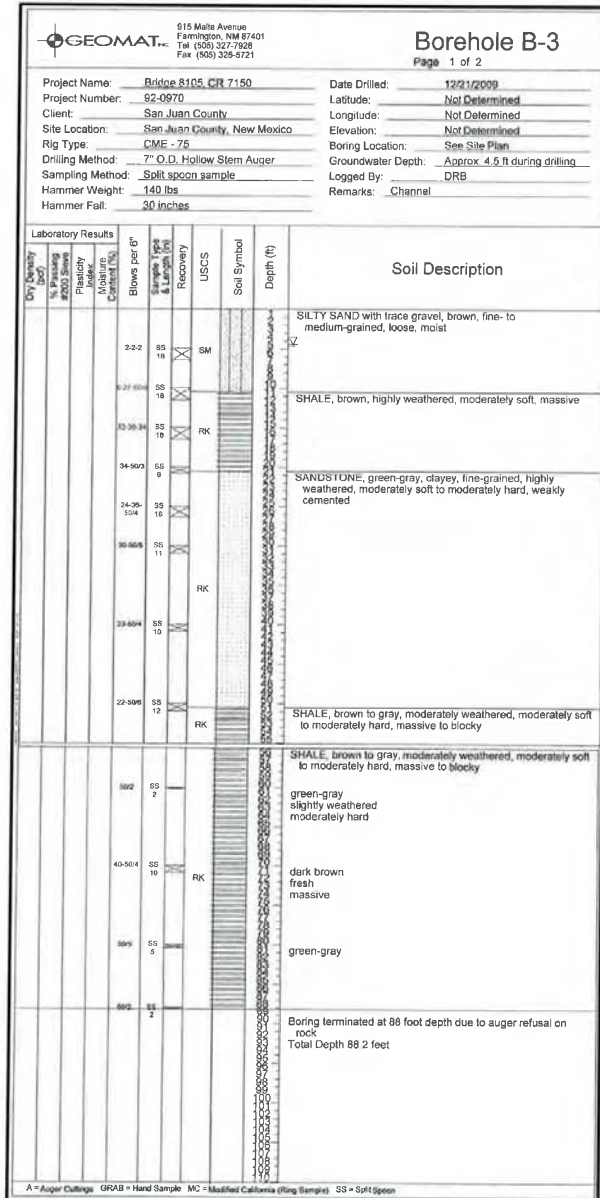 GEOMAT INC
915 Malta Avenue
Farmington, NM 87401
Tel (505) 327-7928
Fax (505) 326-5721
Borehole B-3
Page 1 of 2
Project Name: Bridge 8105, CR 7150
Project Number: 92-0970
Client: San Juan County
Site Location: San Juan County, New Mexico
Rig Type: CME - 75
Drilling Method: 7" O.D. Hollow Stem Auger
Sampling Method: Split spoon sample
Hammer Weight: 140 lbs
Hammer Fall: 30 inches
Date Drilled: 12/21/2009
Latitude: Not Determined
Longitude: Not Determined
Elevation: Not Determined
Boring Location: See Site Plan
Groundwater Depth: Approx 4.5 ft during drilling
Logged By: DRB
Remarks: Channel
Laboratory Results
Dry Density (pcf)
% Passing #200 Sieve
Plasticity Index
Moisture Content (%)
Blows per 6"
Sample Type & Length (in)
Recovery
USCS
Soil Symbol
Depth (ft)
Soil Description
SILTY SAND with trace gravel, brown, fine- to
medium-grained, loose, moist
2-2-2 SS 18 SM
SS 18
SHALE, brown, highly weathered, moderately soft, massive
SS 18 RK
34-50/3 SS 9
SANDSTONE, green-gray, clayey, fine-grained, highly
weathered, moderately soft to moderately hard, weakly
cemented
24-36-50/4 SS 16
SS 11
RK
SS 10
22-50/6 SS 12
SHALE, brown to gray, moderately weathered, moderately soft
to moderately hard, massive to blocky
RK
SHALE, brown to gray, moderately weathered, moderately soft
to moderately hard, massive to blocky
50/2 SS 2
green-gray
slightly weathered
moderately hard
40-50/4 SS 10 RK
dark brown
fresh
massive
50/5 SS 5
green-gray
50/2 SS 2
Boring terminated at 88 foot depth due to auger refusal on
rock
Total Depth 88 2 feet
A = Auger Cuttings GRAB = Hand Sample MC = Modified California (Ring Sample) SS = Split Spoon